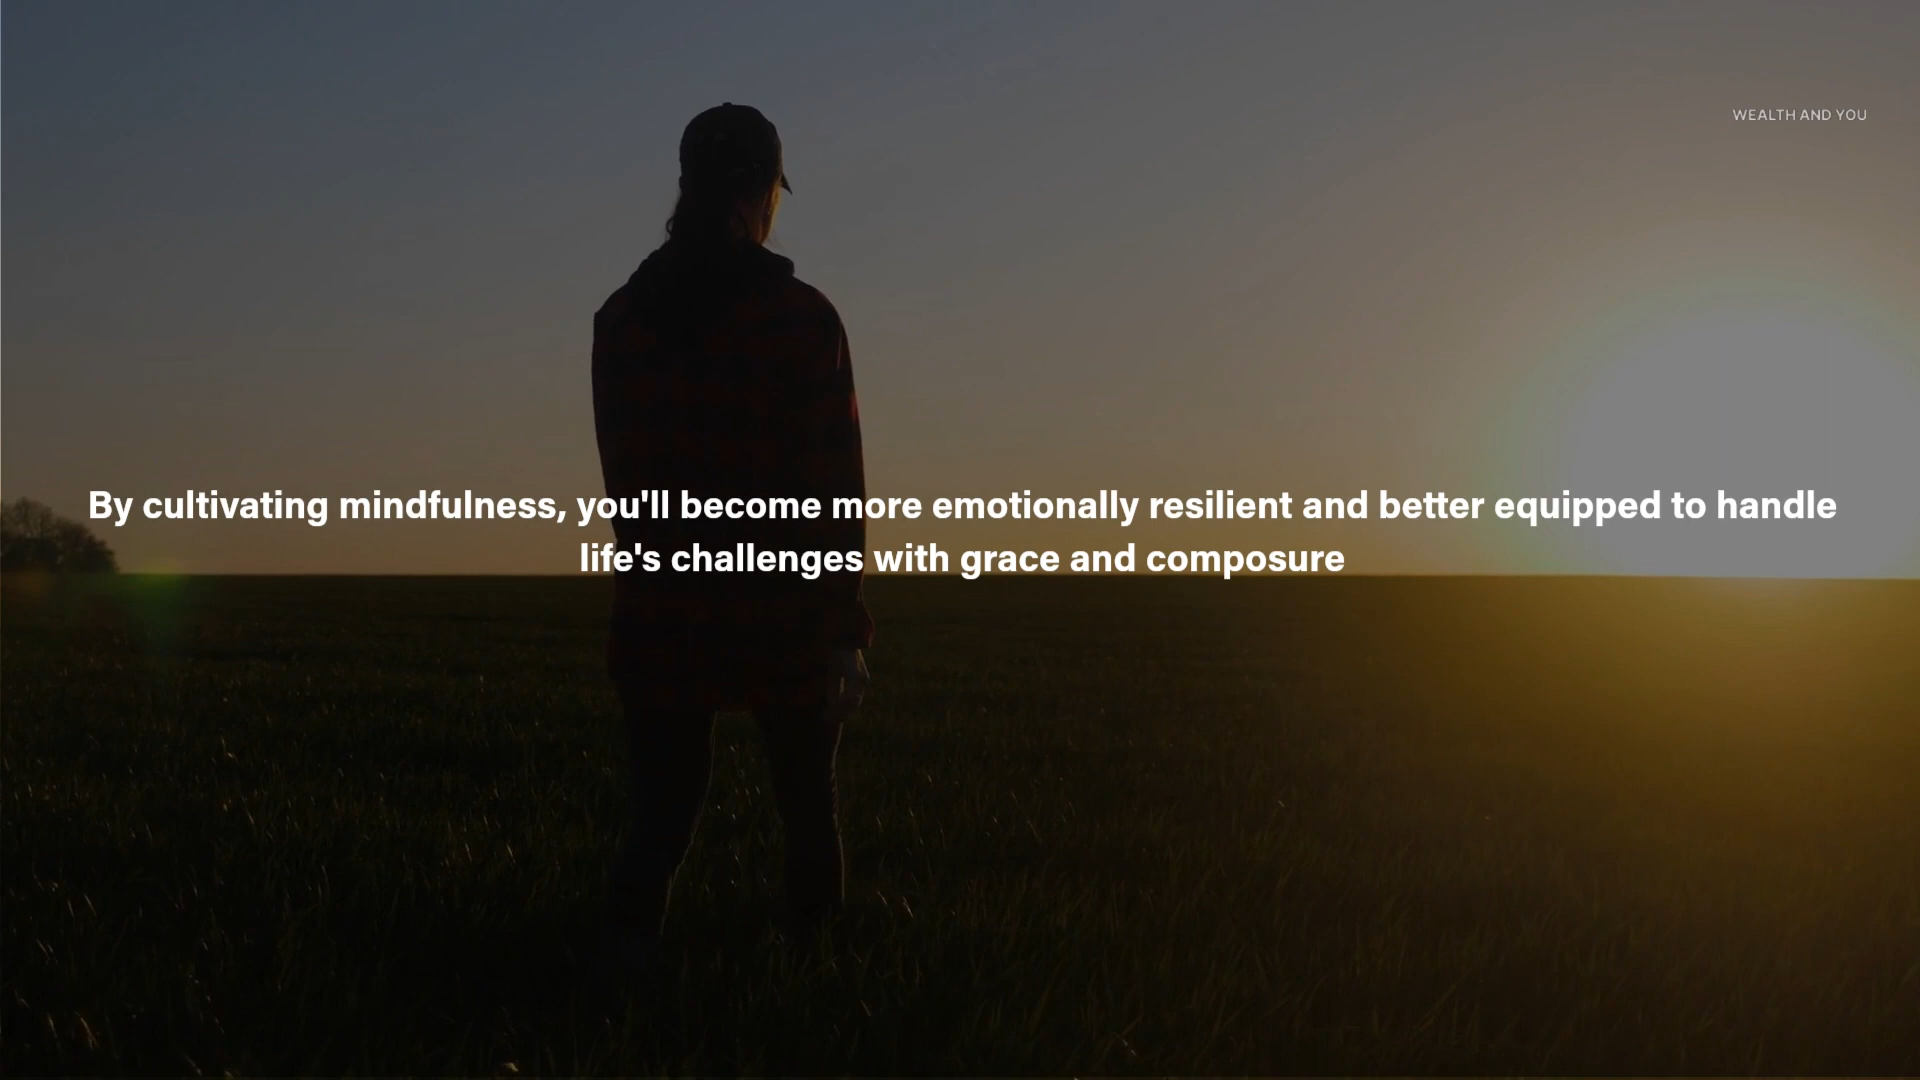 WEALTH AND YOU
By cultivating mindfulness, you'll become more emotionally resilient and better equipped to handle
life's challenges with grace and composure